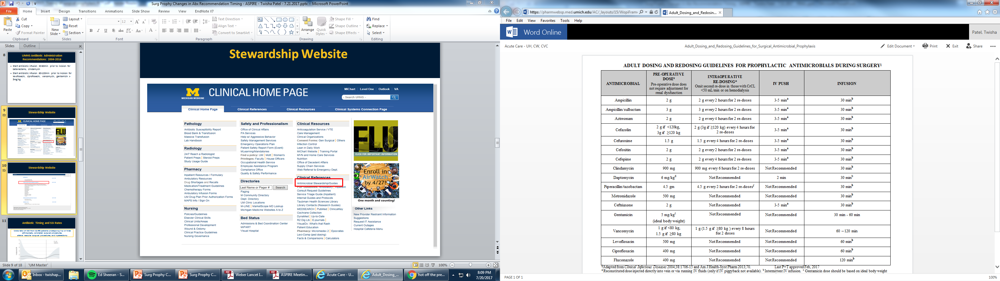 Surg Prophy Changes in Abx Recommendation Timing - ASPIRE - Twisha Patel - 7.21.2017.pptx - Microsoft PowerPoint
File Home Insert Design Transitions Animations Slide Show Review View EndNote X7
Paste
Cut
Copy
Format Painter
Clipboard
New Slide
Layout
Reset
Section
Slides
12
Font
Paragraph
Text Direction
Align Text
Convert to SmartArt
Arrange
Quick Styles
Shape Fill
Shape Outline
Shape Effects
Drawing
Find
Replace
Select
Editing
Slides Outline
8
UMHS Antibiotic Administration
Recommendations: 2004-2016
• Start antibiotic infusion 30-60min prior to incision for
beta-lactams, clindamycin
• Start antibiotic infusion 60-120min prior to incision for
levofloxacin, ciprofloxacin, vancomycin, gentamicin >
3mg/kg
9
Stewardship Website
10
Stewardship Website
11
Antibiotic Timing and SSI Rates
Stewardship Website
MICHIGAN MEDICINE
CLINICAL HOME PAGE
MiChart | Level One | Outlook | VA
- Search UMHS -
Clinical Home Page Clinical References Clinical Resources Clinical Systems Connection Page
Pathology
Antibiotic Susceptibility Report
Blood Bank & Transfusion
Massive Transfusion
Lab Handbook
Radiology
24/7 Reach a Radiologist
Patient Preps | Steroid Preps
Study Usage Guide
Pharmacy
Inpatient Resources / Formulary
Ambulatory Resources
Drug Shortages and Recalls
Medication/Treatment Guidelines
Chemotherapy Forms
Ambulatory Infusion Forms
UM Drug Plan Prior Authorization Forms
MAPS Info / Sign On
Nursing
Policies/Guidelines
Elsevier Clinical Skills
Clinical Units/Areas
Professional Development
Wound & Ostomy
Clinical Practice Guidelines
Nursing Governance
Safety and Professionalism
Office of Clinical Affairs
PA Services
Help w/ Aggressive Behavior
Safety Management Services
Emergency Operations Plan
Patient Safety Report Form (Event)
MLearning/Mandatories
Find a policy: UM | Mott | Women's
Privileges: Faculty | House Officers
Occupational Health Service
Employee Assistance Program
Compliance Office
Quality & Safety Performance
Directories
Last Name or Pager # Search
Paging
M Community Directory
Dept. Directory
UM Clinic Locations
M-LINE | MarketScope MD Lookup
Michigan Medicine Websites A to Z
Bed Status
Admissions & Bed Coordination Center
MiPART
Visual Hospital
Clinical Resources
Anticoagulation Service / VTE
Care Management
Clinical Organizations
Consent Forms: Gen Surgical | Others
Infection Control
Lean in Daily Work
MiChart Website | Training Portal
MVN and Home Care Services
Nutrition
Office of Decedent Affairs
Supply Chain Services
Web Referral to Emergency Dept.
Clinical References
Antimicrobial Stewardship/Guides
Consult Request Guidelines
Service Triage Guide (Inpatient)
Internal Guides and Protocols
Taubman Health Sciences Library
Library Contacts (Research Guides)
MEDSEARCH | PubMed | ClinicalKey
Cochrane Collection
DynaMed | Up-to-Date
R2 Dig Lib | E-journals |
VisualDx: What's that Rash
Patient Education
Pharmacy: Micromedex 2 | Epocrates
Lexi-Comp (ped dosing)
Facts & Comparisons | Calculators
FLU
CLICK FOR IMPORTANT INFORMATION
Enroll in
AirWatch
by 4/27!
One month and counting!
Other Links
New Provider Restraint Information
Suggestions
Request IT Assistance
Current Outages
Hospital Cafeteria Menu
Slide 9 of 18 "UM Master" 100%
Inbox - twishap... Ed Sheeran - S... Surg Prophy C... Surg Prophy C... Weber Lancet I... ASPIRE Meetin... Acute Care - U... Adult_Dosing_... hot off the pre...
8:09 PM
7/20/2017
https://pharmwebsp.med.umich.edu/AC/_layouts/15/WopiFram Adult_Dosing_and_Redosin...
File Edit View Favorites Tools Help
Word Online Patel, Twisha
Acute Care - UH, CW, CVC Adult_Dosing_and_Redosing_Guidelines_for_Surgical_Antimicrobial_Prophylaxis Edit Document Print Exit Share
ADULT DOSING AND REDOSING GUIDELINES FOR PROPHYLACTIC ANTIMICROBIALS DURING SURGERY§
ANTIMICROBIAL
PRE-OPERATIVE
DOSE*
Pre-operative dose does
not require adjustment for
renal dysfunction
INTRAOPERATIVE
RE-DOSING*
Omit second re-dose in those with CrCL
<50 mL/min or on hemodialysis
IV PUSH
INFUSION
Ampicillin 2 g 2 g every 2 hours for 2 re-doses 3-5 minᵃ 30 minᵇ
Ampicillin/sulbactam 3 g 3 g every 2 hours for 2 re-doses 3-5 minᵃ 30 minᵇ
Aztreonam 2 g 2 g every 4 hours for 2 re-doses 3-5 minᵃ 30 minᵇ
Cefazolin 2 g if <120kg, 3g if ≥120 kg 2 g (3g if ≥120 kg) every 4 hours for 2 re-doses 3-5 minᵃ 30 minᵇ
Cefuroxime 1.5 g 1.5 g every 4 hours for 2 re-doses 3-5 minᵃ 30 minᵇ
Cefoxitin 2 g 2 g every 2 hours for 2 re-doses 3-5 minᵃ 30 minᵇ
Cefepime 2 g 2 g every 4 hours for 2 re-doses 3-5 minᵃ 30 minᵇ
Clindamycin 900 mg 900 mg every 6 hours for 2 re-doses Not Recommended 30 minᵇ
Daptomycin 6 mg/kgᵈ Not Recommended 2 min 30 minᵇ
Piperacillin/tazobactam 4.5 gm 4.5 g every 2 hours for 2 re-dosesᶠ Not Recommended 30 minᵇ
Metronidazole 500 mg Not Recommended Not Recommended 30 minᵇ
Ceftriaxone 2 g Not Recommended 3-5 minᵃ 30 minᵇ
Gentamicin 5 mg/kgᶜ (ideal body weight) Not Recommended Not Recommended 30 min - 60 min
Vancomycin 1 g if <80 kg, 1.5 g if ≥80 kg 1 g (1.5 g if ≥80 kg ) every 8 hours for 2 doses Not Recommended 60 – 120 min
Levofloxacin 500 mg Not Recommended Not Recommended 60 minᵇ
Ciprofloxacin 400 mg Not Recommended Not Recommended 60 minᵇ
Fluconazole 400 mg Not Recommended Not Recommended 120 minᵇ
§Adapted from Clinical Infectious Diseases 2004;38:1706-15 and Am J Health-Syst Pharm 2013;70. Last P+T approved Feb, 2017
ᵃ Reconstituted dose injected directly into vein or via running IV fluids (only if IV piggyback not available). ᵇ Intermittent IV infusion. ᶜ Gentamicin dose should be based on ideal body weight
PAGE 1 OF 1 100%